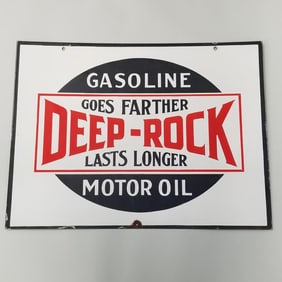 GASOLINE
GOES FARTHER
DEEP-ROCK
LASTS LONGER
MOTOR OIL